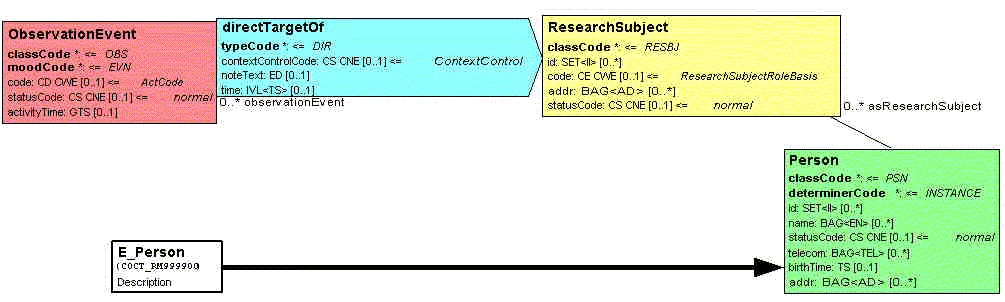 ObservationEvent
classCode *: <= OBS
moodCode *: <= EVN
code: CD CWE [0..1] <= ActCode
statusCode: CS CNE [0..1] <= normal
activityTime: GTS [0..1]
directTargetOf
typeCode *: <= DIR
contextControlCode: CS CNE [0..1] <= ContextControl
noteText: ED [0..1]
time: IVL<TS> [0..1]
0..* observationEvent
ResearchSubject
classCode *: <= RESBJ
id: SET<II> [0..*]
code: CE CWE [0..1] <= ResearchSubjectRoleBasis
addr: BAG<AD> [0..*]
statusCode: CS CNE [0..1] <= normal
0..* asResearchSubject
Person
classCode *: <= PSN
determinerCode *: <= INSTANCE
id: SET<II> [0..*]
name: BAG<EN> [0..*]
statusCode: CS CNE [0..1] <= normal
telecom: BAG<TEL> [0..*]
birthTime: TS [0..1]
addr: BAG<AD> [0..*]
E_Person
(COCT_RM999900)
Description